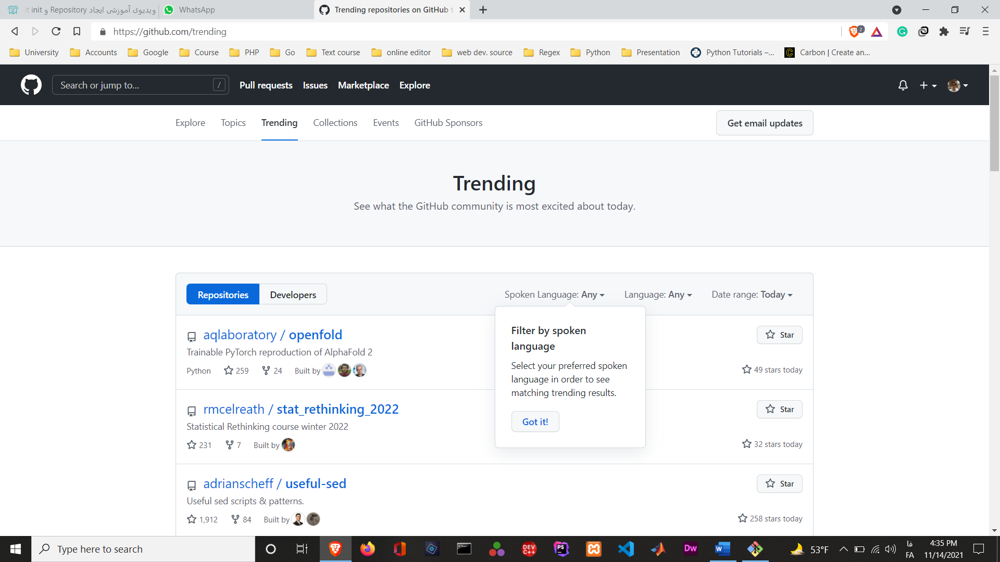 ویدیوی آموزشی ایجاد Repository و it init
WhatsApp
Trending repositories on GitHub t
https://github.com/trending
2
University
Accounts
Google
Course
PHP
Go
Text course
online editor
web dev. source
Regex
Python
Presentation
Python Tutorials –...
Carbon | Create an...
Search or jump to... /
Pull requests
Issues
Marketplace
Explore
Explore
Topics
Trending
Collections
Events
GitHub Sponsors
Get email updates
Trending
See what the GitHub community is most excited about today.
Repositories
Developers
Spoken Language: Any
Language: Any
Date range: Today
Filter by spoken
language
Select your preferred spoken
language in order to see
matching trending results.
Got it!
aqlaboratory / openfold
Star
Trainable PyTorch reproduction of AlphaFold 2
Python 259 24 Built by
49 stars today
rmcelreath / stat_rethinking_2022
Star
Statistical Rethinking course winter 2022
231 7 Built by
32 stars today
adrianscheff / useful-sed
Star
Useful sed scripts & patterns.
1,912 84 Built by
258 stars today
Type here to search
DEV C++
PS
Dw
W
53°F
فا
FA
4:35 PM
11/14/2021